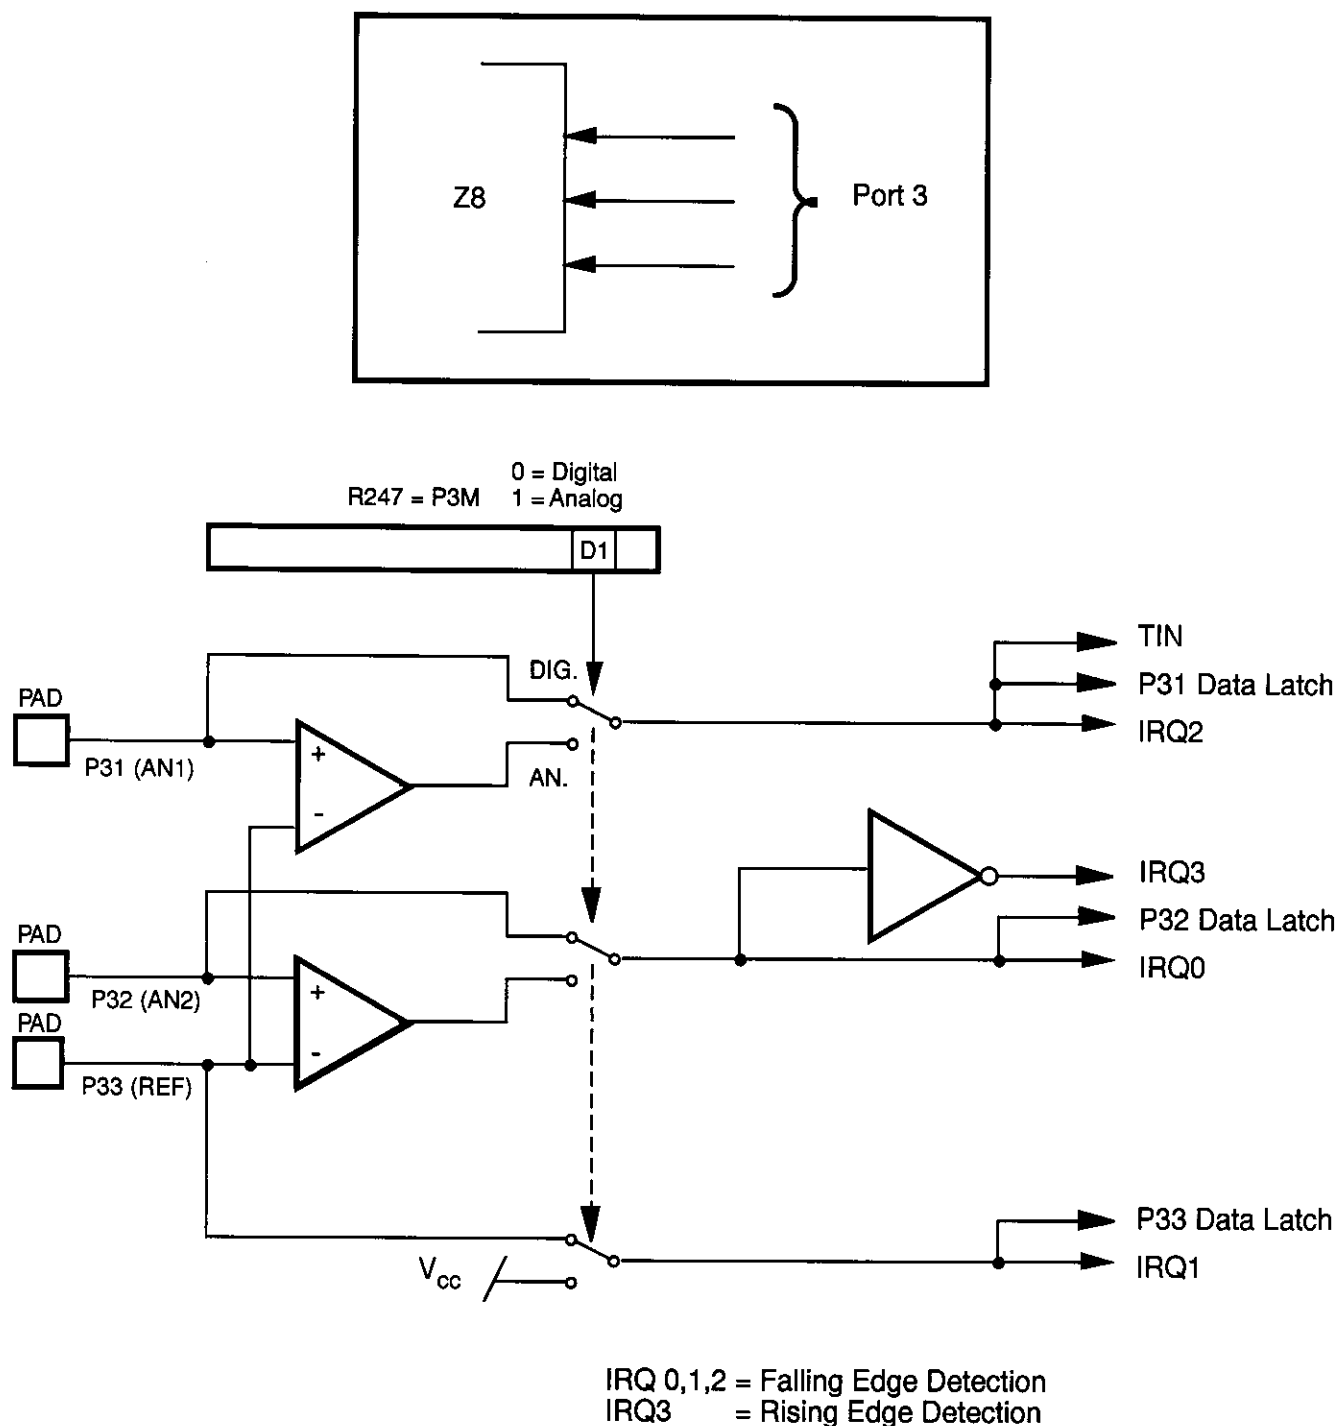 Z8
Port 3
0 = Digital
R247 = P3M 1 = Analog
D1
TIN
DIG.
P31 Data Latch
PAD
IRQ2
P31 (AN1)
+
AN.
-
IRQ3
P32 Data Latch
PAD
IRQ0
P32 (AN2)
+
PAD
-
P33 (REF)
P33 Data Latch
VCC
IRQ1
IRQ 0,1,2 = Falling Edge Detection
IRQ3 = Rising Edge Detection